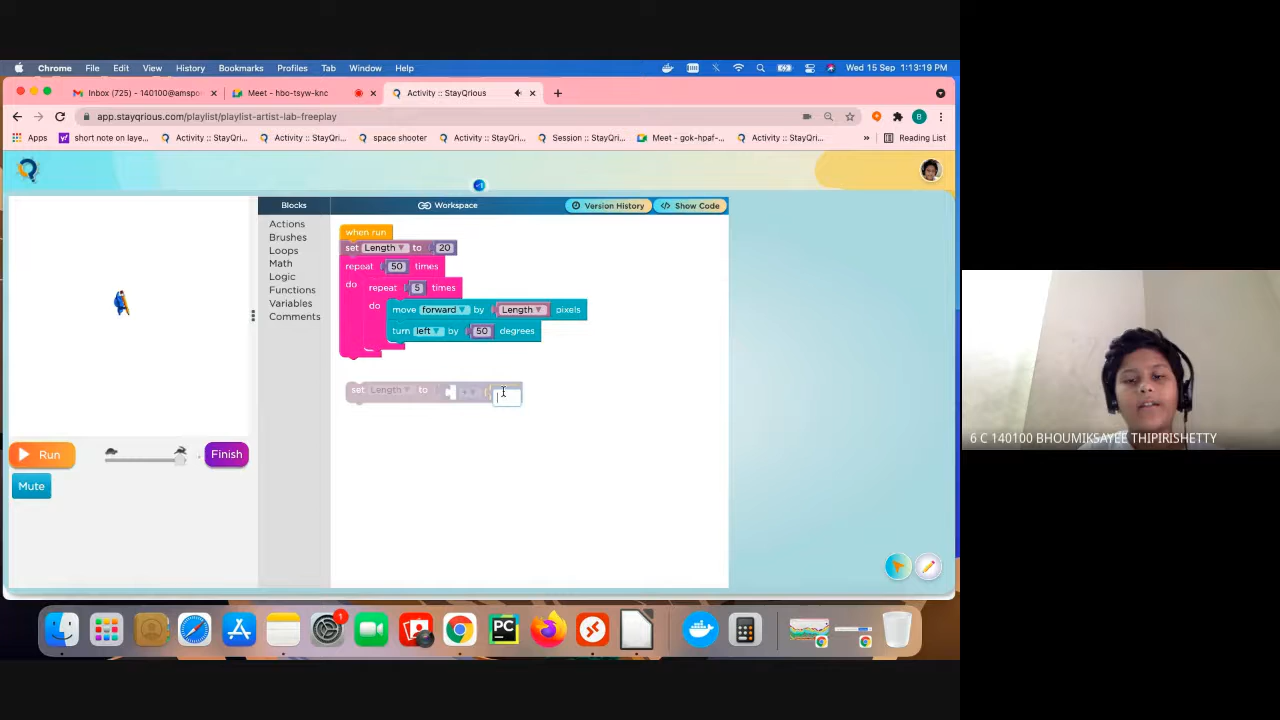 Chrome File Edit View History Bookmarks Profiles Tab Window Help Wed 15 Sep 1:13:19 PM
Inbox (725) - 140100@amspo
Meet - hbo-tsyw-knc
Activity :: StayQrious
app.stayqrious.com/playlist/playlist-artist-lab-freeplay
B
Apps short note on laye... Activity :: StayQri... Activity :: StayQri... space shooter Activity :: StayQri... Session :: StayQri... Meet - gok-hpaf-... Activity :: StayQri... » Reading List
Blocks Workspace Version History Show Code
Actions
Brushes
Loops
Math
Logic
Functions
Variables
Comments
when run
set Length to 20
repeat 50 times
do repeat 5 times
do move forward by Length pixels
turn left by 50 degrees
set Length to +
Run Finish
Mute
6 C 140100 BHOUMIKSAYEE THIPIRISHETTY
1
PC